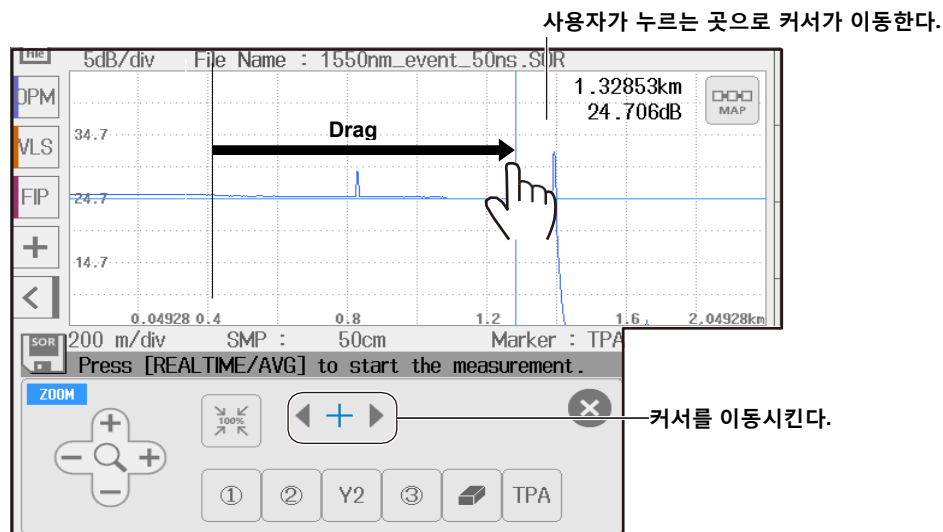 사용자가 누르는 곳으로 커서가 이동한다.
File
5dB/div File Name : 1550nm_event_50ns.SOR
OPM
1.32853km
24.706dB
MAP
34.7
Drag
VLS
FIP
24.7
14.7
0.04928 0.4 0.8 1.2 1.6 2.04928km
SOR
200 m/div SMP : 50cm Marker : TPA
Press [REALTIME/AVG] to start the measurement.
ZOOM
100%
커서를 이동시킨다.
① ② Y2 ③ TPA